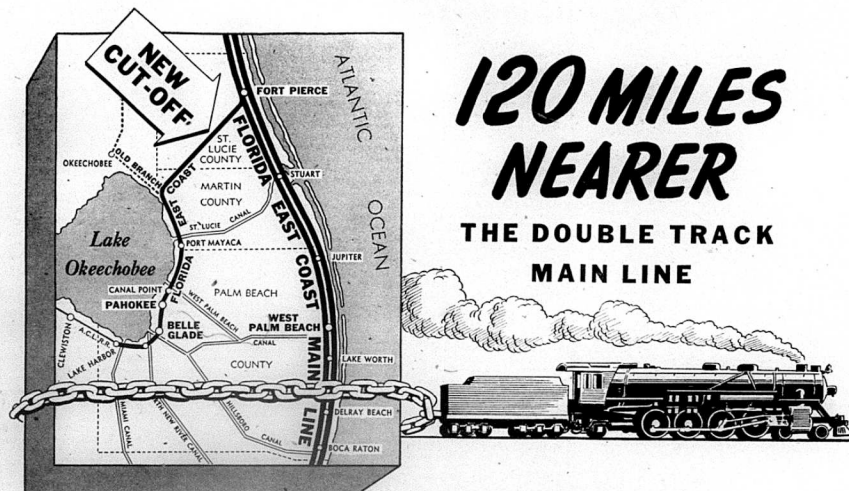 120 MILES
NEARER
THE DOUBLE TRACK
MAIN LINE
NEW
CUT-OFF
ATLANTIC
OCEAN
FORT PIERCE
ST.
LUCIE
COUNTY
OKEECHOBEE
OLD BRANCH
FLORIDA EAST COAST
STUART
MARTIN
COUNTY
ST. LUCIE CANAL
PORT MAYACA
Lake
Okeechobee
FLORIDA EAST COAST MAIN LINE
JUPITER
CANAL POINT
PAHOKEE
PALM BEACH
COUNTY
WEST PALM BEACH CANAL
BELLE
GLADE
WEST
PALM BEACH
CLEWISTON
A.C.L. R.R.
LAKE HARBOR
LAKE WORTH
MIAMI CANAL
NEW RIVER CANAL
HILLSBORO CANAL
DELRAY BEACH
BOCA RATON